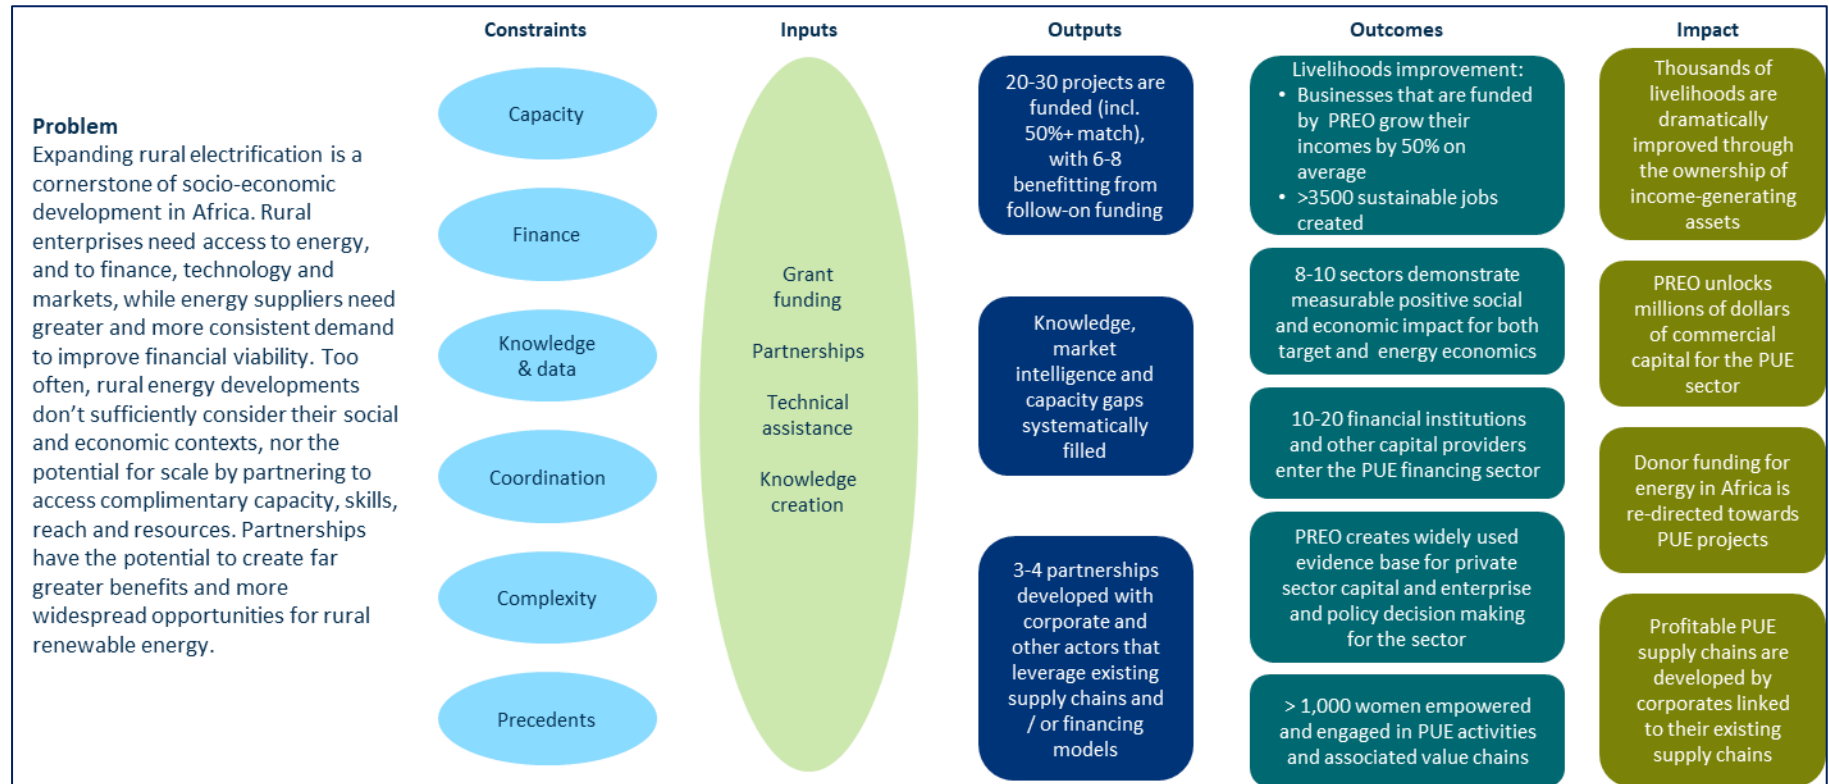 Constraints
Inputs
Outputs
Outcomes
Impact
Problem
Expanding rural electrification is a
cornerstone of socio-economic
development in Africa. Rural
enterprises need access to energy,
and to finance, technology and
markets, while energy suppliers need
greater and more consistent demand
to improve financial viability. Too
often, rural energy developments
don’t sufficiently consider their social
and economic contexts, nor the
potential for scale by partnering to
access complimentary capacity, skills,
reach and resources. Partnerships
have the potential to create far
greater benefits and more
widespread opportunities for rural
renewable energy.
Capacity
Finance
Knowledge
& data
Coordination
Complexity
Precedents
Grant
funding
Partnerships
Technical
assistance
Knowledge
creation
20-30 projects are
funded (incl.
50%+ match),
with 6-8
benefitting from
follow-on funding
Knowledge,
market
intelligence and
capacity gaps
systematically
filled
3-4 partnerships
developed with
corporate and
other actors that
leverage existing
supply chains and
/ or financing
models
Livelihoods improvement:
• Businesses that are funded
by PREO grow their
incomes by 50% on
average
• >3500 sustainable jobs
created
8-10 sectors demonstrate
measurable positive social
and economic impact for both
target and energy economics
10-20 financial institutions
and other capital providers
enter the PUE financing sector
PREO creates widely used
evidence base for private
sector capital and enterprise
and policy decision making
for the sector
> 1,000 women empowered
and engaged in PUE activities
and associated value chains
Thousands of
livelihoods are
dramatically
improved through
the ownership of
income-generating
assets
PREO unlocks
millions of dollars
of commercial
capital for the PUE
sector
Donor funding for
energy in Africa is
re-directed towards
PUE projects
Profitable PUE
supply chains are
developed by
corporates linked
to their existing
supply chains